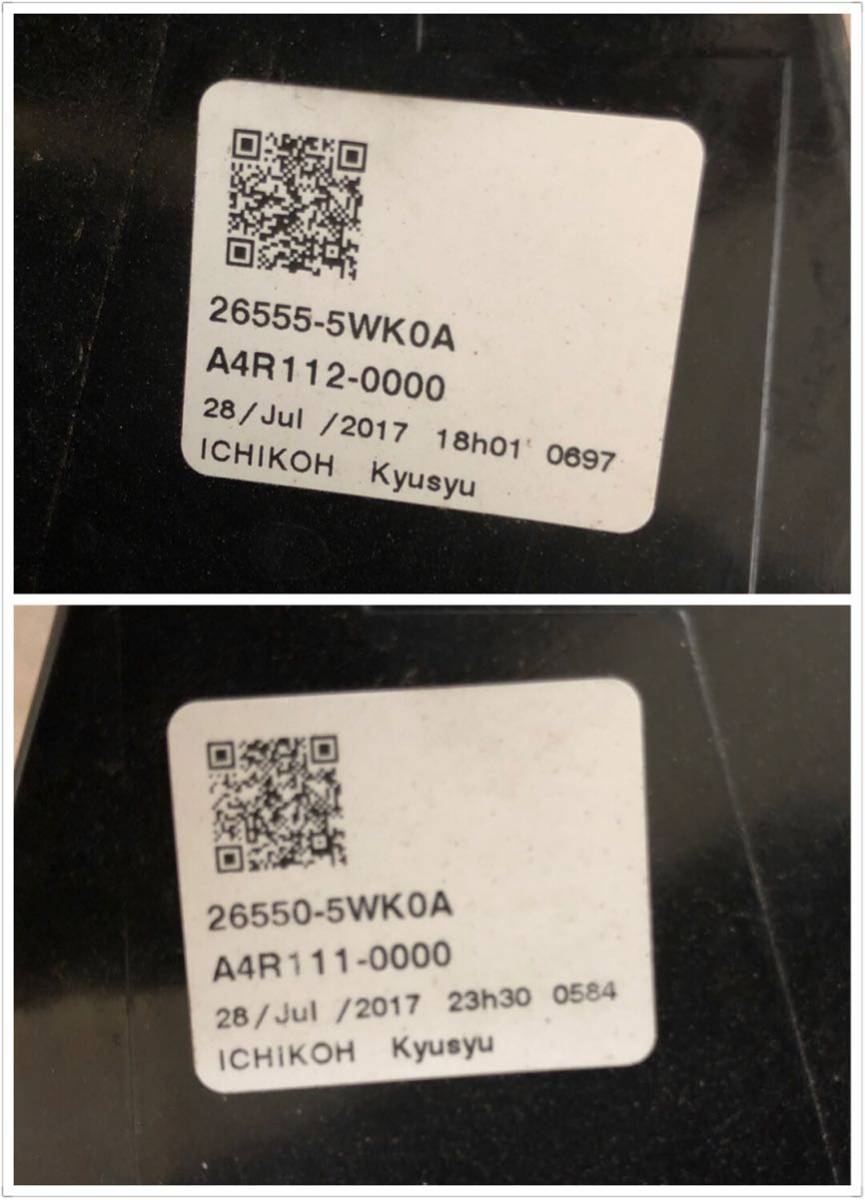 26555-5WK0A
A4R112-0000
28/Jul /2017 18h01 0697
ICHIKOH Kyusyu
26550-5WK0A
A4R111-0000
28/Jul /2017 23h30 0584
ICHIKOH Kyusyu